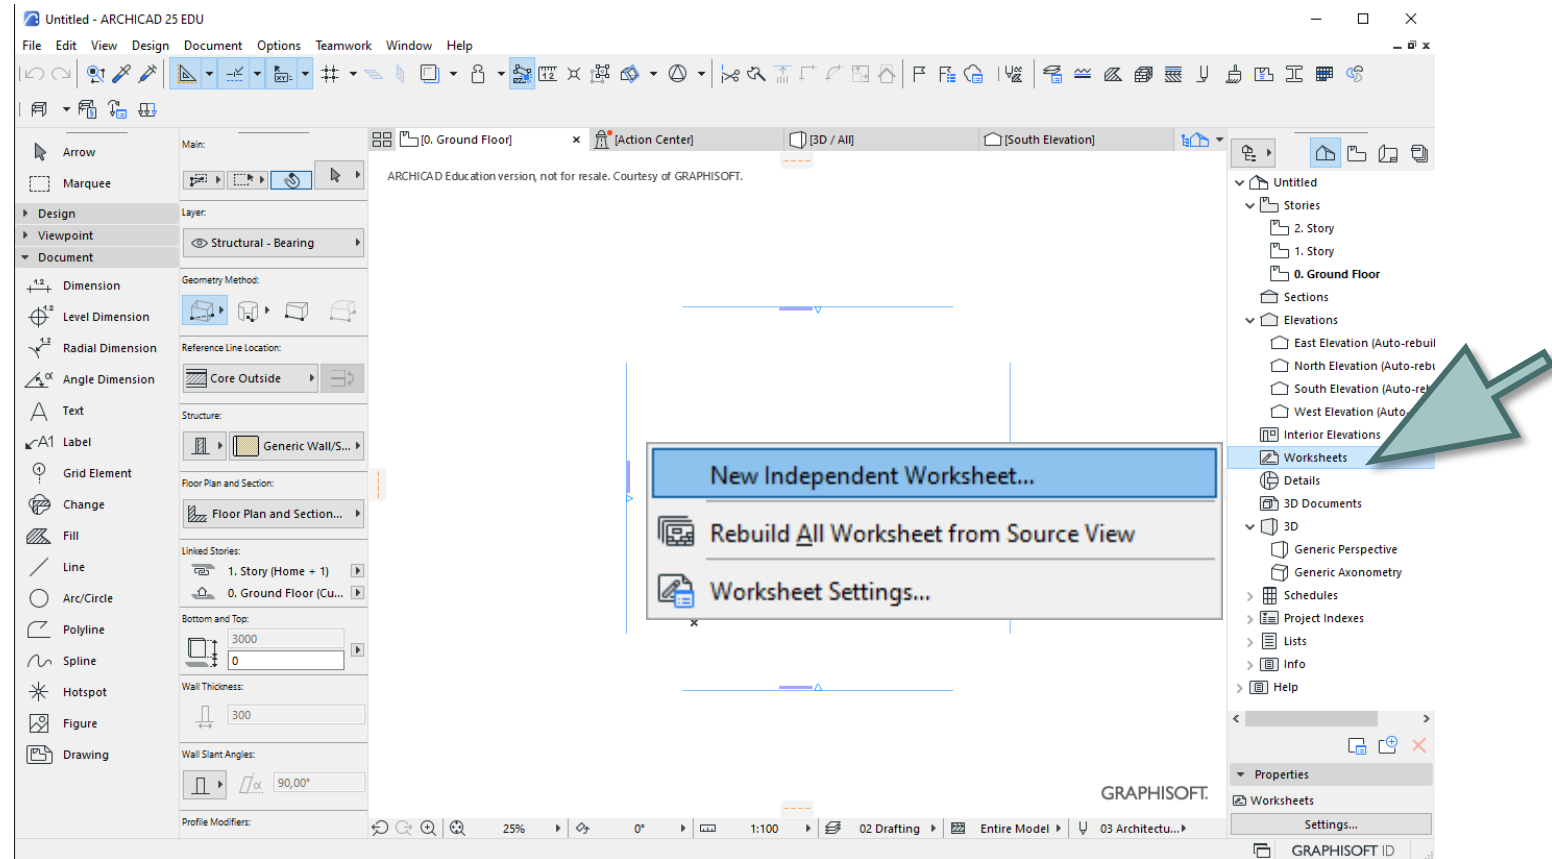 Untitled - ARCHICAD 25 EDU
File Edit View Design Document Options Teamwork Window Help
[0. Ground Floor]
[Action Center]
[3D / All]
[South Elevation]
Arrow
Marquee
Design
Viewpoint
Document
Dimension
Level Dimension
Radial Dimension
Angle Dimension
Text
Label
Grid Element
Change
Fill
Line
Arc/Circle
Polyline
Spline
Hotspot
Figure
Drawing
Main:
Layer:
Structural - Bearing
Geometry Method:
Reference Line Location:
Core Outside
Structure:
Generic Wall/S...
Floor Plan and Section:
Floor Plan and Section...
Linked Stories:
1. Story (Home + 1)
0. Ground Floor (Cu...
Bottom and Top:
3000
0
Wall Thickness:
300
Wall Slant Angles:
α
90,00°
Profile Modifiers:
ARCHICAD Education version, not for resale. Courtesy of GRAPHISOFT.
New Independent Worksheet...
Rebuild All Worksheet from Source View
Worksheet Settings...
GRAPHISOFT.
25% 0° 1:100 02 Drafting Entire Model 03 Architectu...
Untitled
Stories
2. Story
1. Story
0. Ground Floor
Sections
Elevations
East Elevation (Auto-rebuil
North Elevation (Auto-rebu
South Elevation (Auto-re
West Elevation (Auto
Interior Elevations
Worksheets
Details
3D Documents
3D
Generic Perspective
Generic Axonometry
Schedules
Project Indexes
Lists
Info
Help
Properties
Worksheets
Settings...
GRAPHISOFT ID